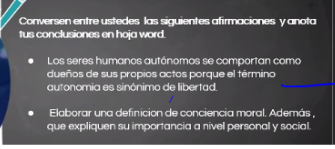 Conversen entre ustedes las siguientes afirmaciones y anota
tus conclusiones en hoja word.
● Los seres humanos autónomos se comportan como
dueños de sus propios actos porque el término
autonomia es sinónimo de libertad.
● Elaborar una definicion de conciencia moral. Además ,
que expliquen su importancia a nivel personal y social.